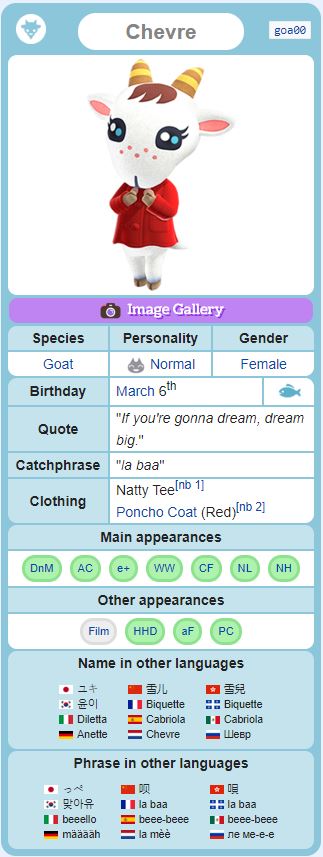 Chevre
goa00
Image Gallery
Species Personality Gender
Goat Normal Female
Birthday March 6th
Quote "If you're gonna dream, dream
big."
Catchphrase "la baa"
Clothing Natty Tee[nb 1]
Poncho Coat (Red)[nb 2]
Main appearances
DnM AC e+ WW CF NL NH
Other appearances
Film HHD aF PC
Name in other languages
ユキ 雪儿 雪兒
윤이 Biquette Biquette
Diletta Cabriola Cabriola
Anette Chevre Шевр
Phrase in other languages
っぺ 呗 唄
맞아유 la baa la baa
beeello beee-beee beee-beee
määääh la mèè ле ме-е-е